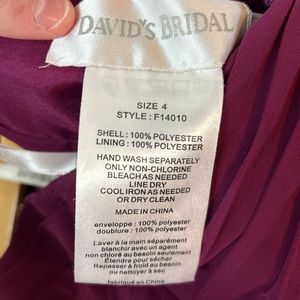 DAVID'S BRIDAL
SIZE 4
STYLE : F14010
SHELL : 100% POLYESTER
LINING : 100% POLYESTER
HAND WASH SEPARATELY
ONLY NON-CHLORINE
BLEACH AS NEEDED
LINE DRY
COOL IRON AS NEEDED
OR DRY CLEAN
MADE IN CHINA
enveloppe : 100% polyester
doublure : 100% polyester
Laver à la main séparément
blanchir avec un agent
non chloré au besoin seulement
Étendre pour sécher
Repasser à froid au besoin
ou nettoyer à sec
fabriqué en Chine